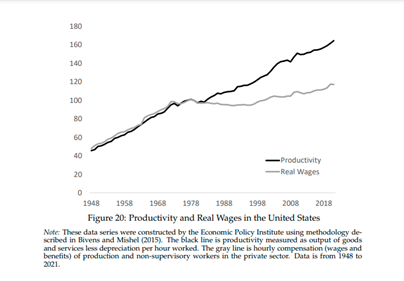 180
160
140
120
100
80
60
40
20
0
1948 1958 1968 1978 1988 1998 2008 2018
Productivity
Real Wages
Figure 20: Productivity and Real Wages in the United States
Note: These data series were constructed by the Economic Policy Institute using methodology de-
scribed in Bivens and Mishel (2015). The black line is productivity measured as output of goods
and services less depreciation per hour worked. The gray line is hourly compensation (wages and
benefits) of production and non-supervisory workers in the private sector. Data is from 1948 to
2021.